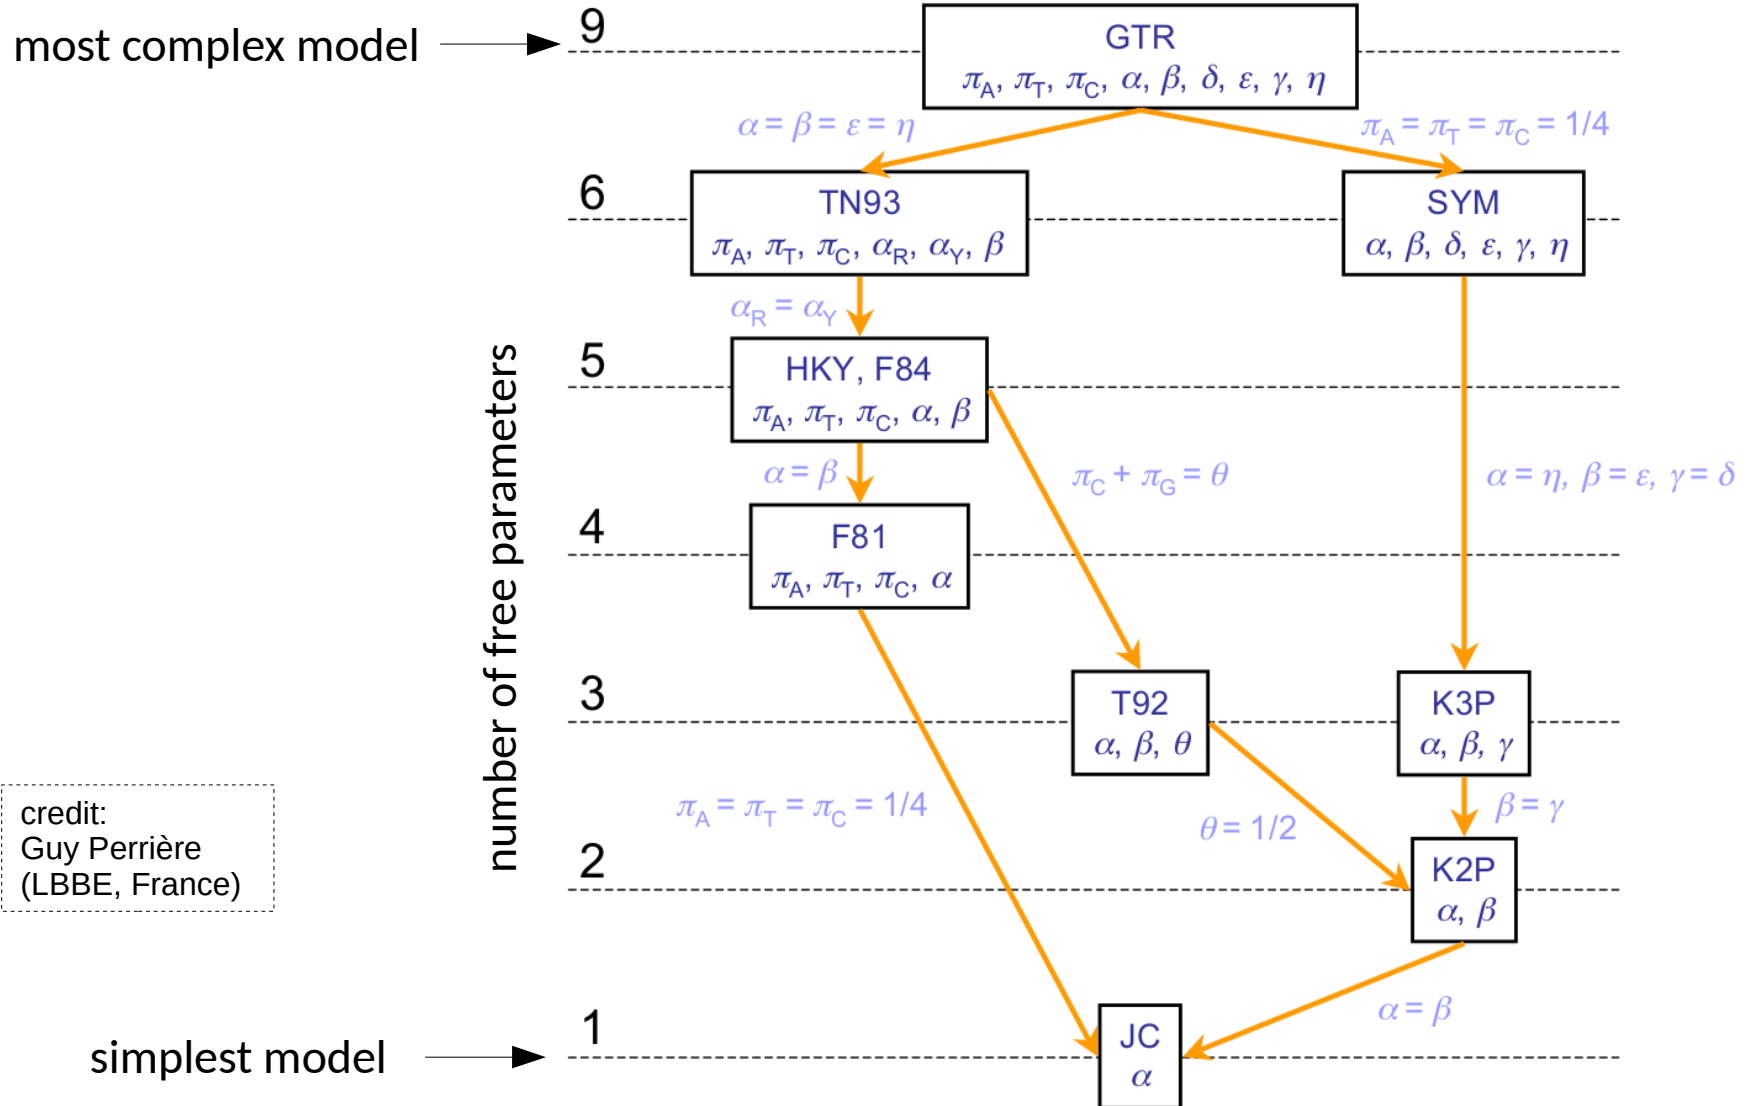 most complex model
9
GTR
πA, πT, πC, α, β, δ, ε, γ, η
α = β = ε = η
πA = πT = πC = 1/4
6
TN93
πA, πT, πC, αR, αY, β
SYM
α, β, δ, ε, γ, η
αR = αY
number of free parameters
5
HKY, F84
πA, πT, πC, α, β
α = β
πC + πG = θ
α = η, β = ε, γ = δ
4
F81
πA, πT, πC, α
3
T92
α, β, θ
K3P
α, β, γ
πA = πT = πC = 1/4
θ = 1/2
β = γ
credit:
Guy Perrière
(LBBE, France)
2
K2P
α, β
α = β
simplest model
1
JC
α